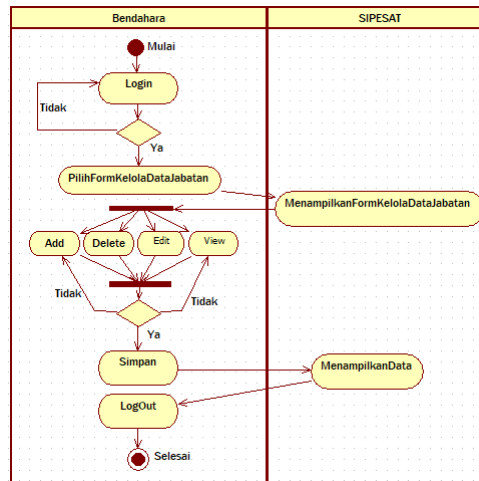 Bendahara
SIPESAT
Mulai
Login
Tidak
Ya
PilihFormKelolaDataJabatan
MenampilkanFormKelolaDataJabatan
Add
Delete
Edit
View
Tidak
Tidak
Ya
Simpan
MenampilkanData
LogOut
Selesai